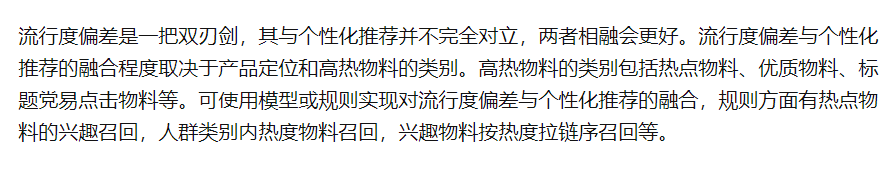 流行度偏差是一把双刃剑，其与个性化推荐并不完全对立，两者相融会更好。流行度偏差与个性化
推荐的融合程度取决于产品定位和高热物料的类别。高热物料的类别包括热点物料、优质物料、标
题党易点击物料等。可使用模型或规则实现对流行度偏差与个性化推荐的融合，规则方面有热点物
料的兴趣召回，人群类别内热度物料召回，兴趣物料按热度拉链序召回等。